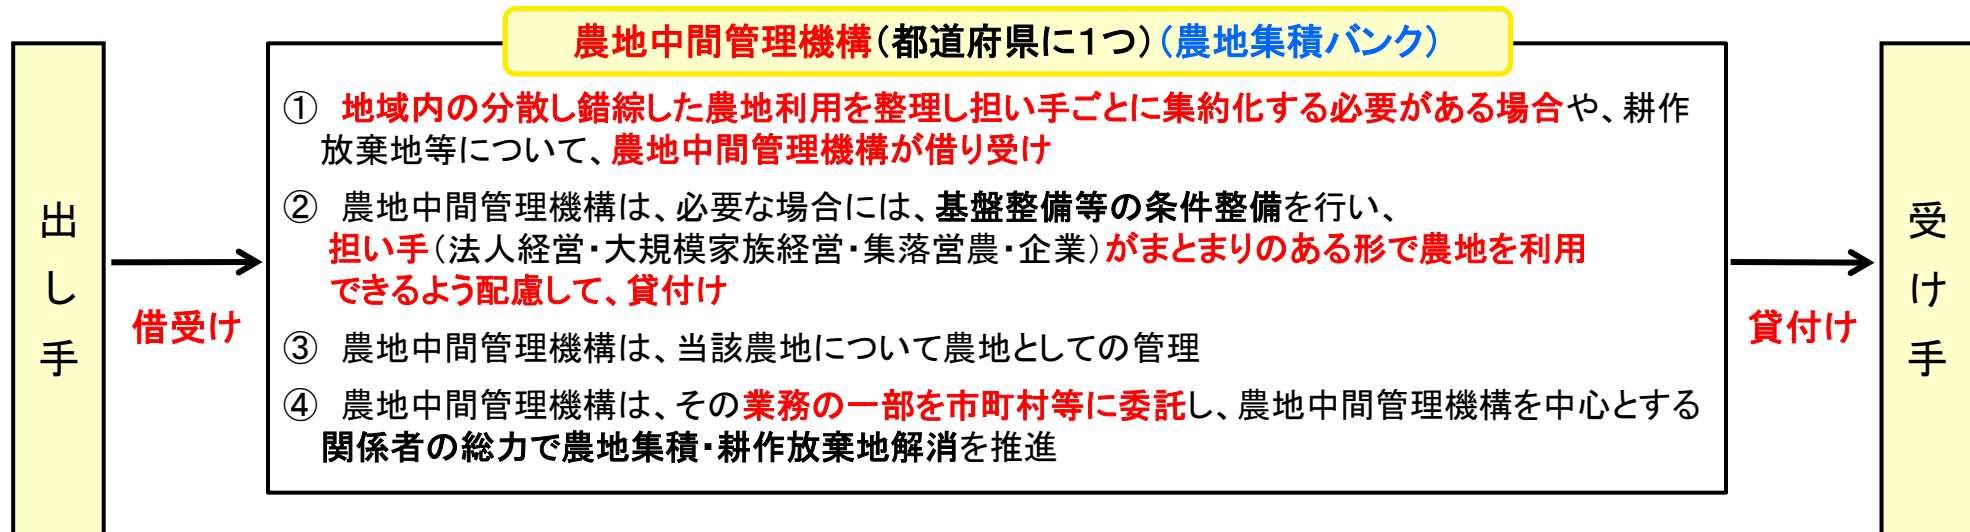 農地中間管理機構(都道府県に1つ)(農地集積バンク)
出し手
借受け
① 地域内の分散し錯綜した農地利用を整理し担い手ごとに集約化する必要がある場合や、耕作
放棄地等について、農地中間管理機構が借り受け
② 農地中間管理機構は、必要な場合には、基盤整備等の条件整備を行い、
担い手(法人経営・大規模家族経営・集落営農・企業)がまとまりのある形で農地を利用
できるよう配慮して、貸付け
③ 農地中間管理機構は、当該農地について農地としての管理
④ 農地中間管理機構は、その業務の一部を市町村等に委託し、農地中間管理機構を中心とする
関係者の総力で農地集積・耕作放棄地解消を推進
貸付け
受け手